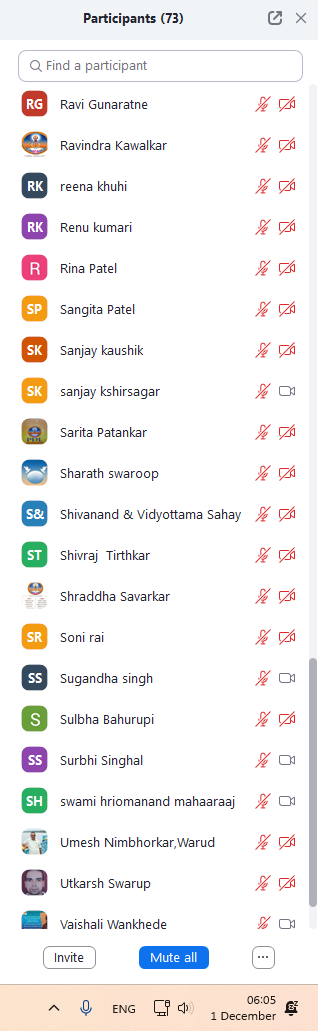 Participants (73)
Find a participant
RG Ravi Gunaratne
Ravindra Kawalkar
RK reena khuhi
RK Renu kumari
R Rina Patel
SP Sangita Patel
SK Sanjay kaushik
SK sanjay kshirsagar
Sarita Patankar
Sharath swaroop
S& Shivanand & Vidyottama Sahay
ST Shivraj  Tirthkar
Shraddha Savarkar
SR Soni rai
SS Sugandha singh
S Sulbha Bahurupi
SS Surbhi Singhal
SH swami hriomanand mahaaraaj
Umesh Nimbhorkar,Warud
Utkarsh Swarup
Vaishali Wankhede
Invite Mute all ...
ENG 06:05
1 December